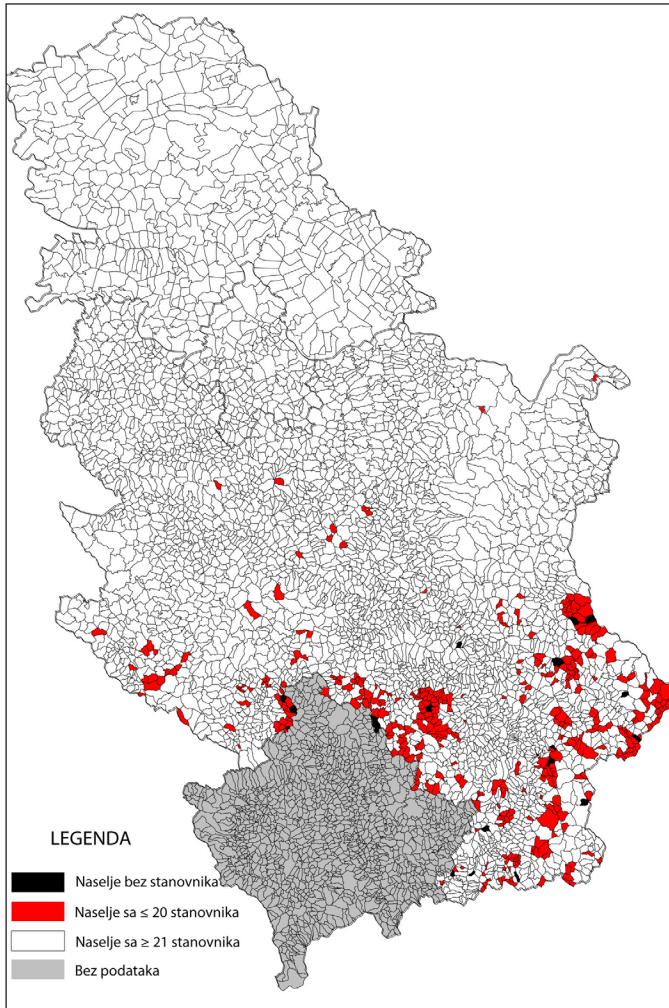 LEGENDA
Naselje bez stanovnika
Naselje sa ≤ 20 stanovnika
Naselje sa ≥ 21 stanovnika
Bez podataka